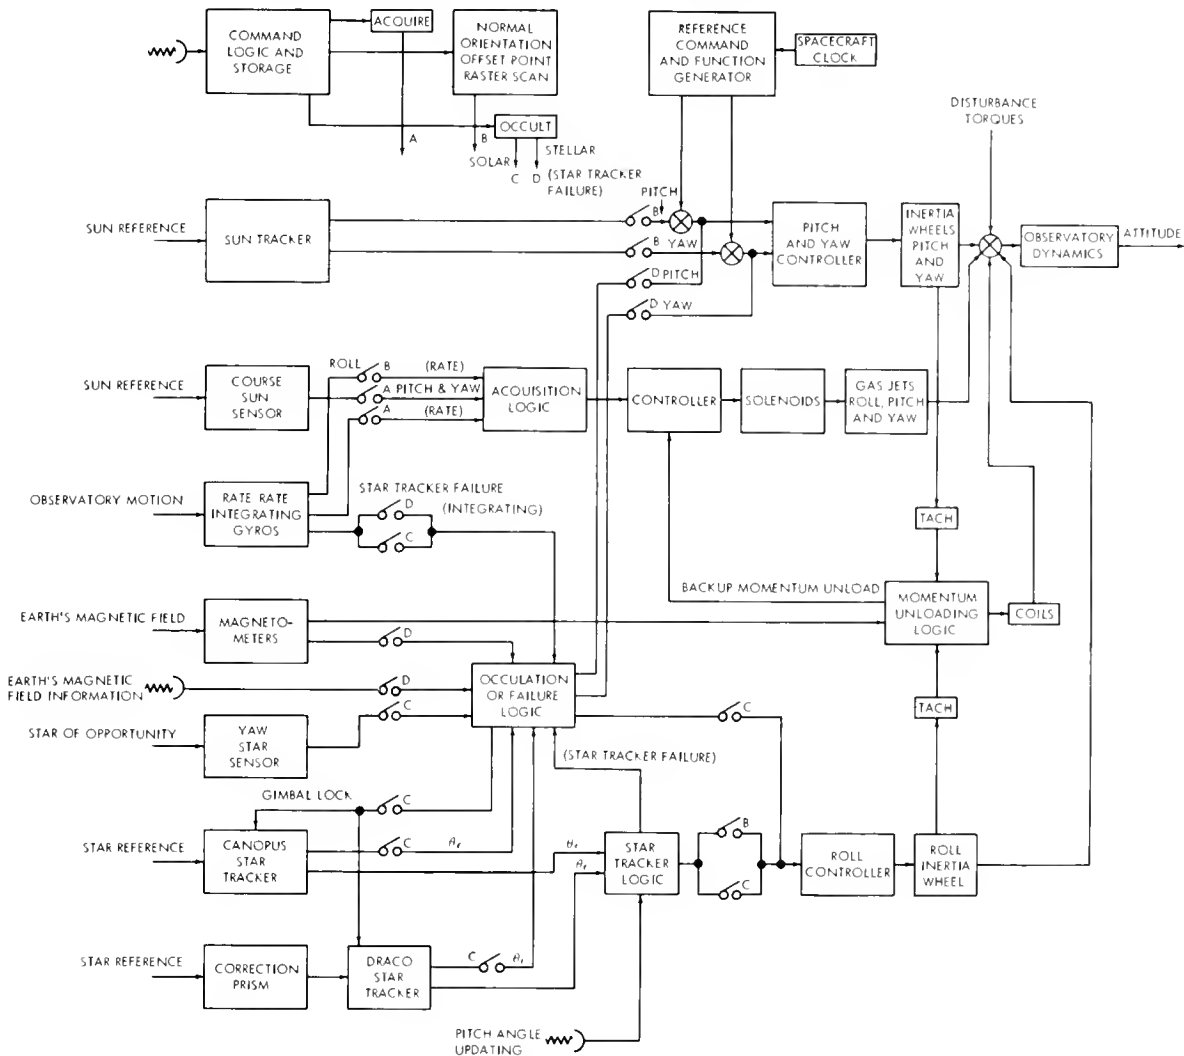 COMMAND
LOGIC AND
STORAGE
ACQUIRE
NORMAL
ORIENTATION
OFFSET POINT
RASTER SCAN
REFERENCE
COMMAND
AND FUNCTION
GENERATOR
SPACECRAFT
CLOCK
DISTURBANCE
TORQUES
A
B
OCCULT
SOLAR
STELLAR
C
D
(STAR TRACKER
FAILURE)
PITCH
SUN REFERENCE
SUN TRACKER
B
B
YAW
D
PITCH
D
YAW
PITCH
AND YAW
CONTROLLER
INERTIA
WHEELS
PITCH
AND
YAW
OBSERVATORY
DYNAMICS
ATTITUDE
SUN REFERENCE
COURSE
SUN
SENSOR
ROLL
B
(RATE)
A
PITCH & YAW
A
(RATE)
ACQUISITION
LOGIC
CONTROLLER
SOLENOIDS
GAS JETS
ROLL, PITCH
AND YAW
OBSERVATORY MOTION
RATE RATE
INTEGRATING
GYROS
STAR TRACKER FAILURE
D
(INTEGRATING)
C
TACH
BACKUP MOMENTUM UNLOAD
MOMENTUM
UNLOADING
LOGIC
COILS
EARTH'S MAGNETIC FIELD
MAGNETO-
METERS
D
EARTH'S MAGNETIC
FIELD INFORMATION
D
OCCULATION
OR FAILURE
LOGIC
C
C
TACH
STAR OF OPPORTUNITY
YAW
STAR
SENSOR
(STAR TRACKER FAILURE)
GIMBAL LOCK
C
STAR REFERENCE
CANOPUS
STAR
TRACKER
C
θr
θr
θr
STAR
TRACKER
LOGIC
B
C
ROLL
CONTROLLER
ROLL
INERTIA
WHEEL
STAR REFERENCE
CORRECTION
PRISM
DRACO
STAR
TRACKER
C
θr
PITCH ANGLE
UPDATING